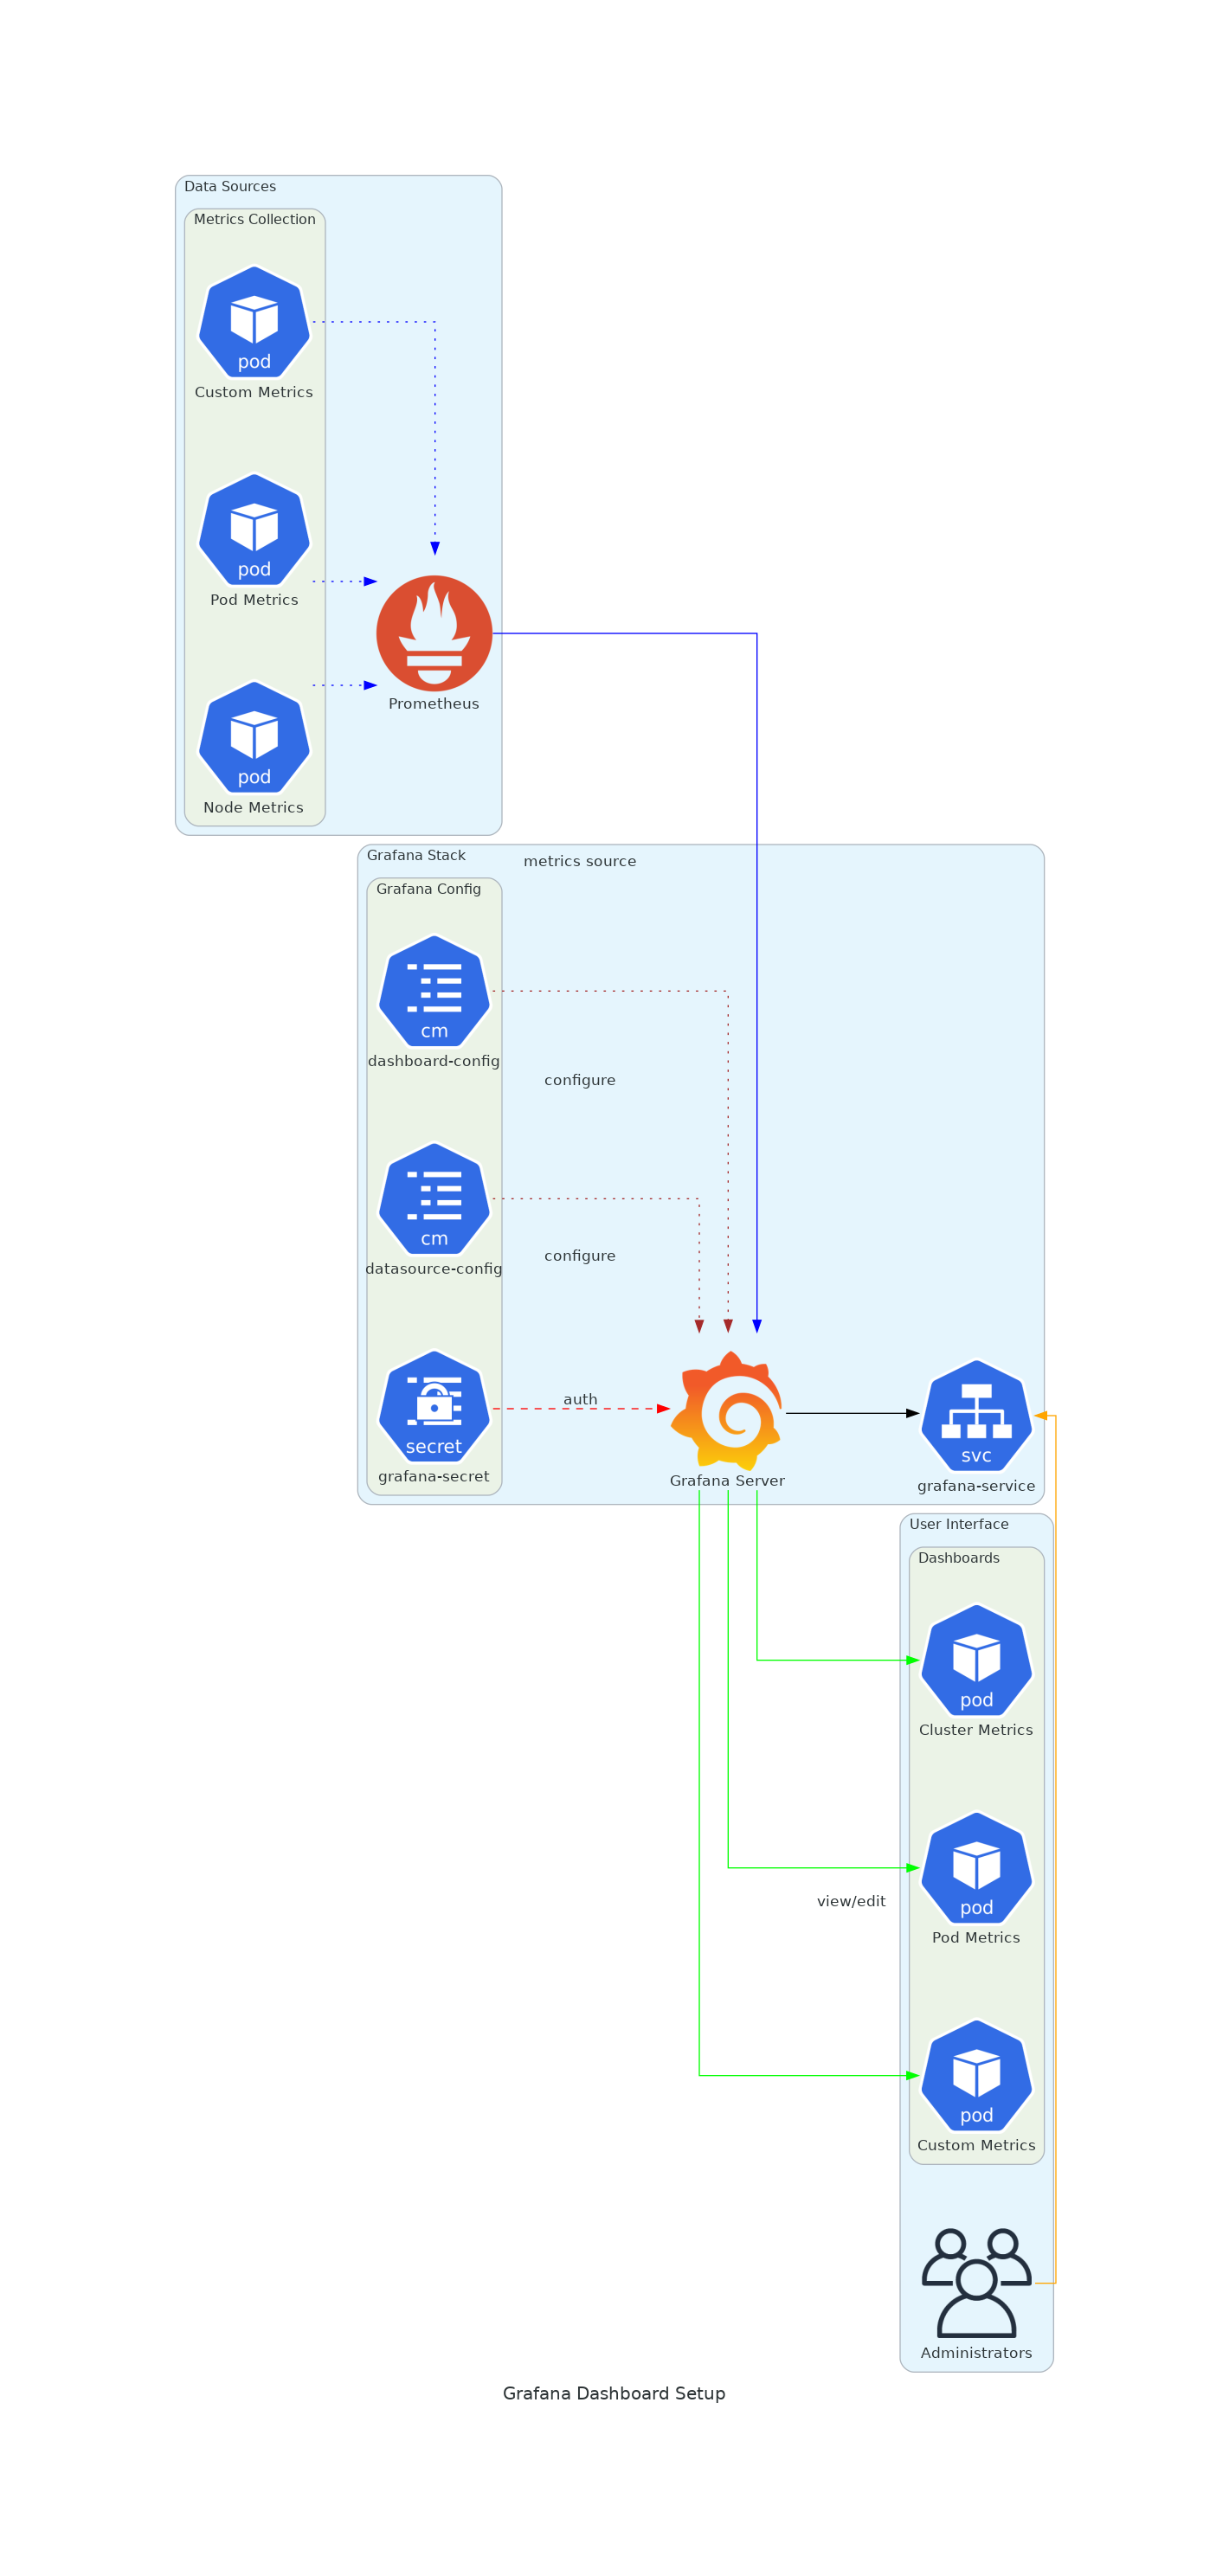 Data Sources
Metrics Collection
pod
Custom Metrics
pod
Pod Metrics
Prometheus
pod
Node Metrics
Grafana Stack
metrics source
Grafana Config
cm
dashboard-config
configure
cm
datasource-config
configure
auth
secret
grafana-secret
Grafana Server
svc
grafana-service
User Interface
Dashboards
pod
Cluster Metrics
view/edit
pod
Pod Metrics
pod
Custom Metrics
Administrators
Grafana Dashboard Setup